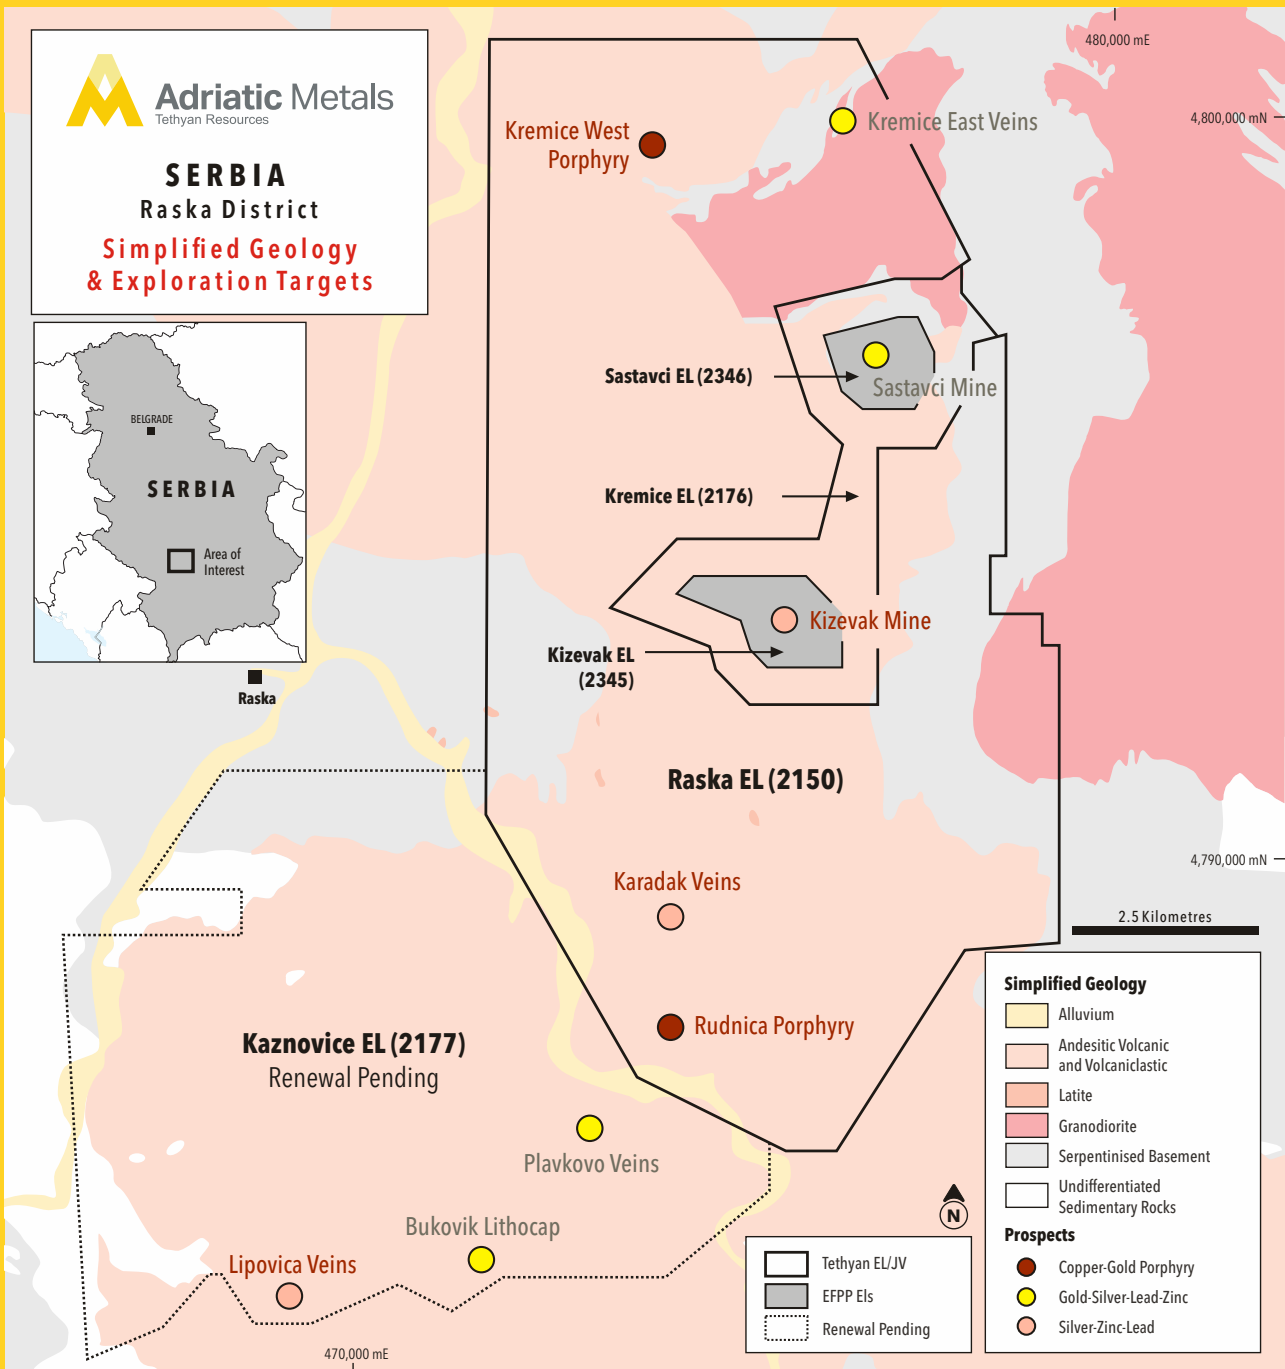 Adriatic Metals
Tethyan Resources
SERBIA
Raska District
Simplified Geology
& Exploration Targets
BELGRADE
SERBIA
Area of
Interest
Raska
480,000 mE
4,800,000 mN
Kremice West
Porphyry
Kremice East Veins
Sastavci EL (2346)
Sastavci Mine
Kremice EL (2176)
Kizevak Mine
Kizevak EL
(2345)
Raska EL (2150)
4,790,000 mN
Karadak Veins
2.5 Kilometres
Rudnica Porphyry
Kaznovice EL (2177)
Renewal Pending
Plavkovo Veins
Bukovik Lithocap
Lipovica Veins
470,000 mE
N
Tethyan EL/JV
EFPP Els
Renewal Pending
Simplified Geology
Alluvium
Andesitic Volcanic
and Volcaniclastic
Latite
Granodiorite
Serpentinised Basement
Undifferentiated
Sedimentary Rocks
Prospects
Copper-Gold Porphyry
Gold-Silver-Lead-Zinc
Silver-Zinc-Lead